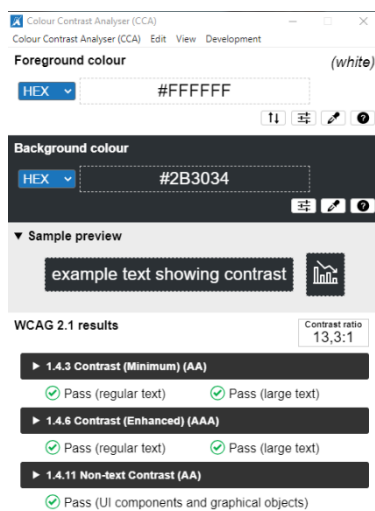 Colour Contrast Analyser (CCA)
Colour Contrast Analyser (CCA) Edit View Development
Foreground colour (white)
HEX #FFFFFF
Background colour
HEX #2B3034
Sample preview
example text showing contrast
WCAG 2.1 results Contrast ratio
13,3:1
1.4.3 Contrast (Minimum) (AA)
Pass (regular text) Pass (large text)
1.4.6 Contrast (Enhanced) (AAA)
Pass (regular text) Pass (large text)
1.4.11 Non-text Contrast (AA)
Pass (UI components and graphical objects)